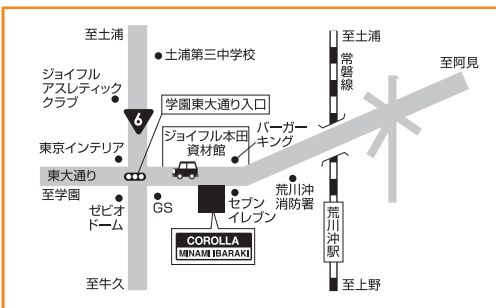 至土浦
土浦第三中学校
ジョイフル
アスレティック
クラブ
6
学園東大通り入口
ジョイフル本田
資材館
バーガー
キング
常磐線
至土浦
至阿見
東京インテリア
東大通り
至学園
ゼビオ
ドーム
GS
セブン
イレブン
荒川沖
消防署
荒川沖駅
COROLLA
MINAMI IBARAKI
至牛久
至上野